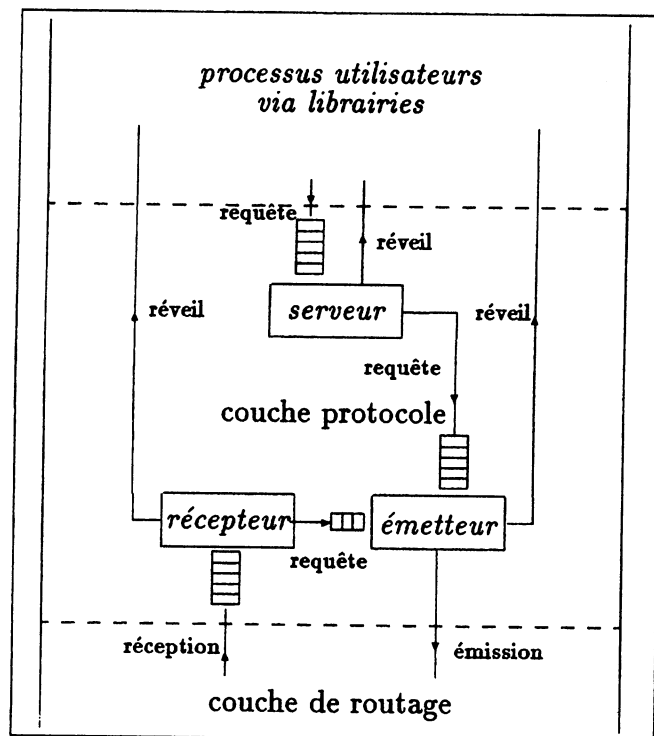 processus utilisateurs
via librairies
requête
réveil
serveur
réveil
réveil
requête
couche protocole
récepteur
émetteur
requête
réception
émission
couche de routage